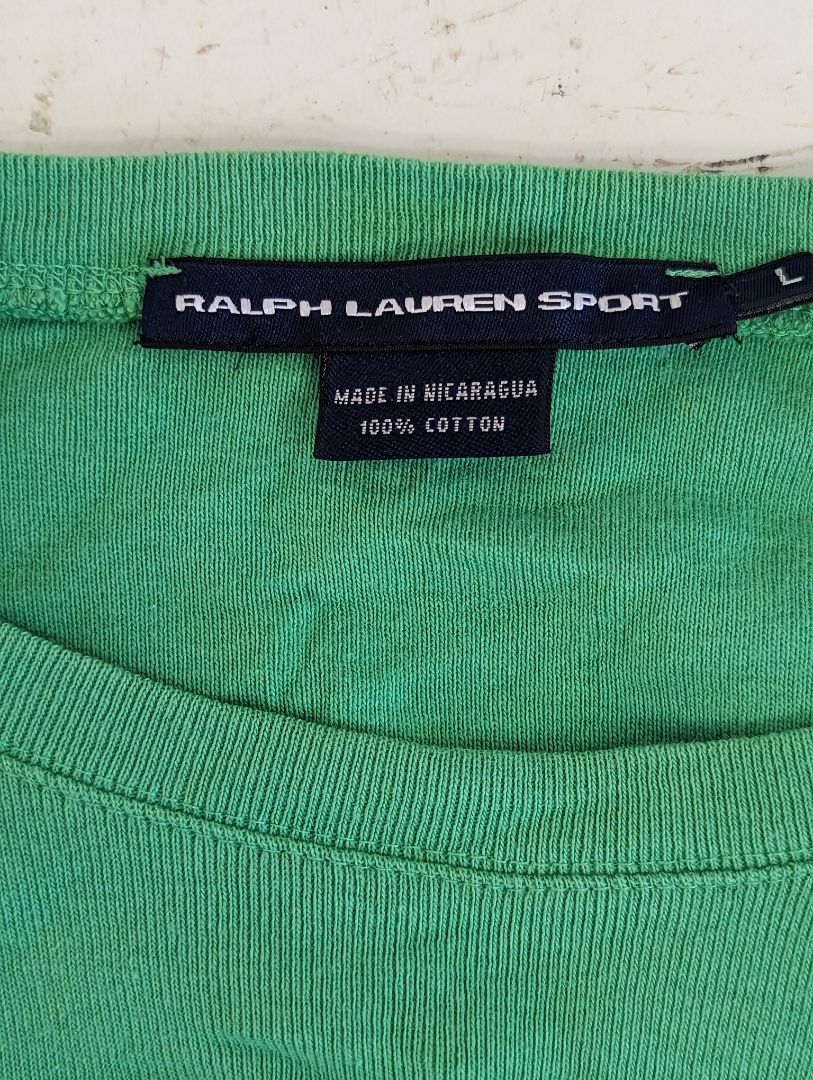 RALPH LAUREN SPORT
L
MADE IN NICARAGUA
100% COTTON